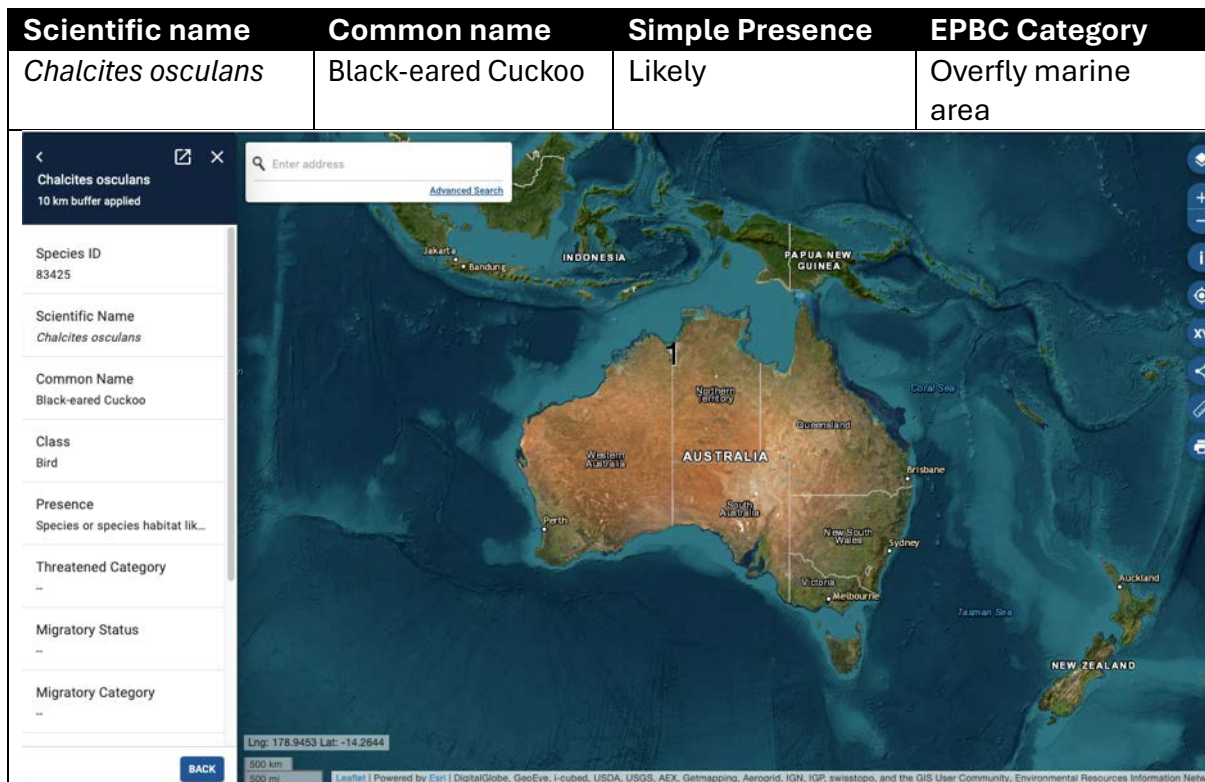 Scientific name Common name Simple Presence EPBC Category
Chalcites osculans Black-eared Cuckoo Likely Overfly marine
area
Chalcites osculans
10 km buffer applied
Species ID
83425
Scientific Name
Chalcites osculans
Common Name
Black-eared Cuckoo
Class
Bird
Presence
Species or species habitat lik...
Threatened Category
--
Migratory Status
--
Migratory Category
--
BACK
Enter address
Advanced Search
Jakarta
Bandung
INDONESIA
PAPUA NEW
GUINEA
1
Northern
Territory
Coral Sea
Queensland
Western
Australia
AUSTRALIA
Brisbane
South
Australia
Perth
New South
Wales
Sydney
Victoria
Melbourne
Auckland
Tasman Sea
NEW ZEALAND
XY
Lng: 178.9453 Lat: -14.2644
500 km
500 mi
Leaflet | Powered by Esri | DigitalGlobe, GeoEye, i-cubed, USDA, USGS, AEX, Getmapping, Aerogrid, IGN, IGP, swisstopo, and the GIS User Community, Environmental Resources Information Netw